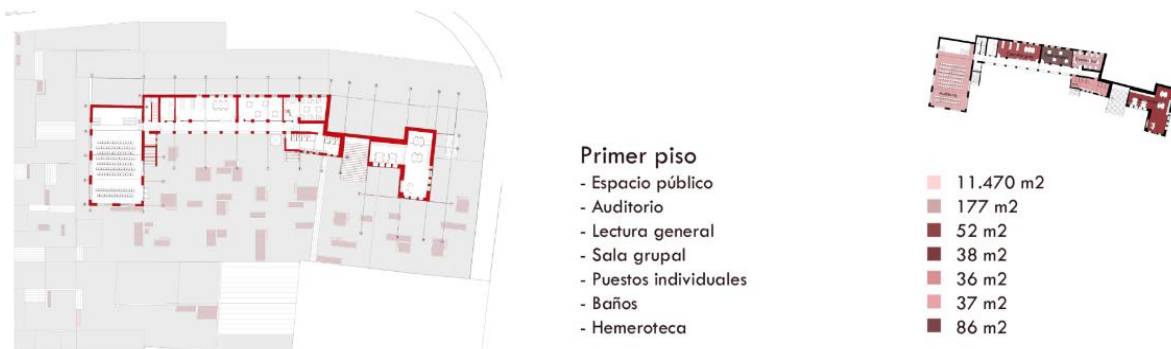 Primer piso
- Espacio público 11.470 m2
- Auditorio 177 m2
- Lectura general 52 m2
- Sala grupal 38 m2
- Puestos individuales 36 m2
- Baños 37 m2
- Hemeroteca 86 m2
Auditorio